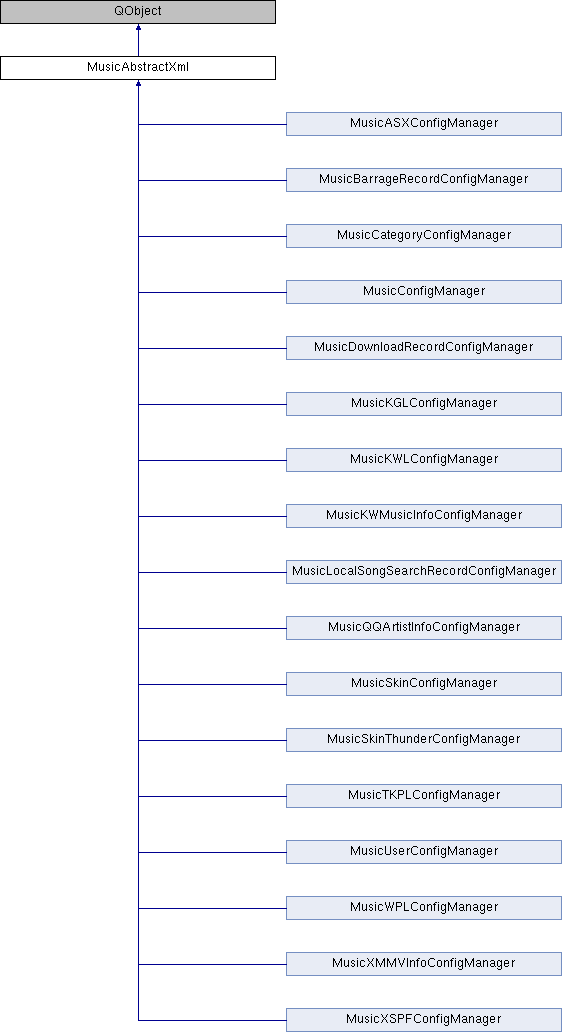 QObject
MusicAbstractXml
MusicASXConfigManager
MusicBarrageRecordConfigManager
MusicCategoryConfigManager
MusicConfigManager
MusicDownloadRecordConfigManager
MusicKGLConfigManager
MusicKWLConfigManager
MusicKWMusicInfoConfigManager
MusicLocalSongSearchRecordConfigManager
MusicQQArtistInfoConfigManager
MusicSkinConfigManager
MusicSkinThunderConfigManager
MusicTKPLConfigManager
MusicUserConfigManager
MusicWPLConfigManager
MusicXMMVInfoConfigManager
MusicXSPFConfigManager